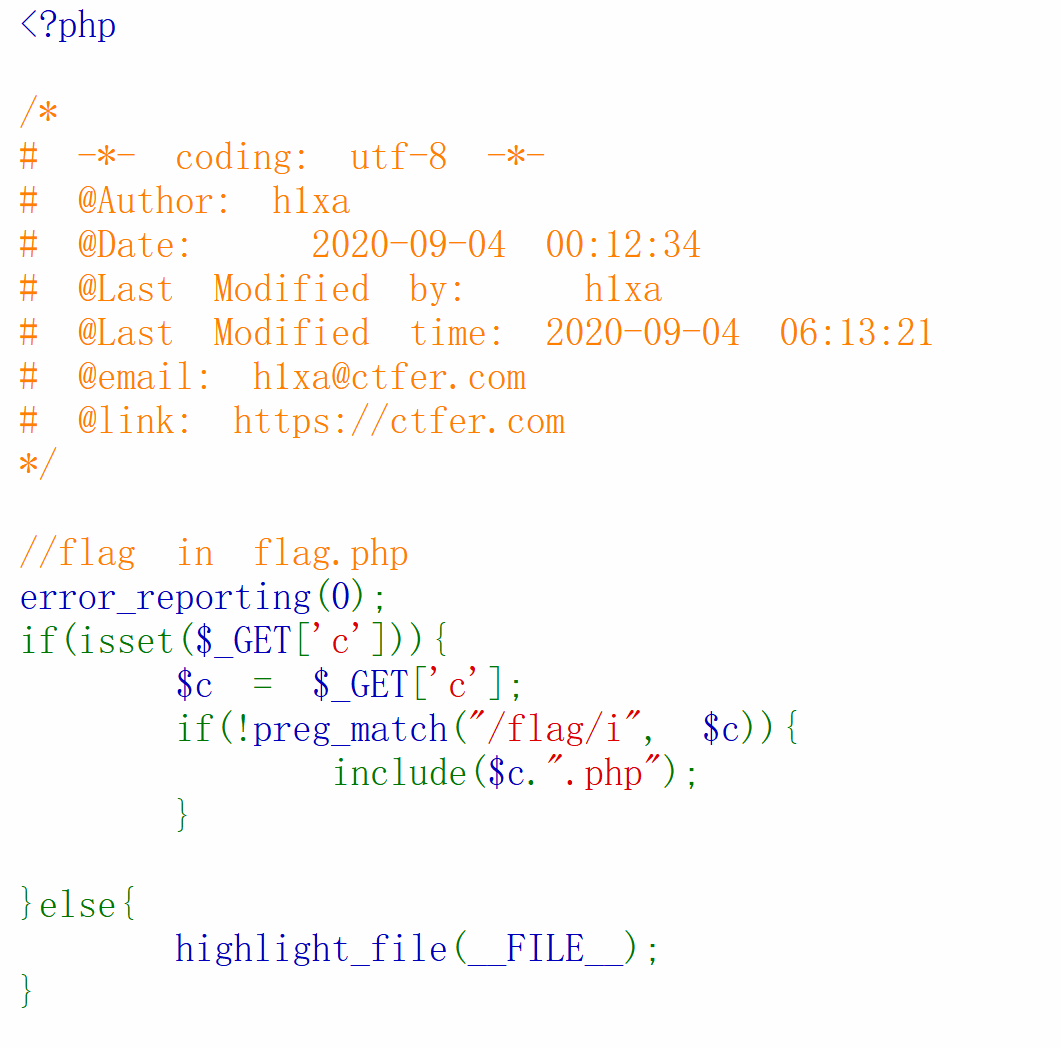 <?php
/*
# -*- coding: utf-8 -*-
# @Author: h1xa
# @Date:   2020-09-04 00:12:34
# @Last Modified by:   h1xa
# @Last Modified time: 2020-09-04 06:13:21
# @email: h1xa@ctfer.com
# @link: https://ctfer.com
*/
//flag in flag.php
error_reporting(0);
if(isset($_GET['c'])){
    $c = $_GET['c'];
    if(!preg_match("/flag/i", $c)){
        include($c.".php");
    }
}else{
    highlight_file(__FILE__);
}